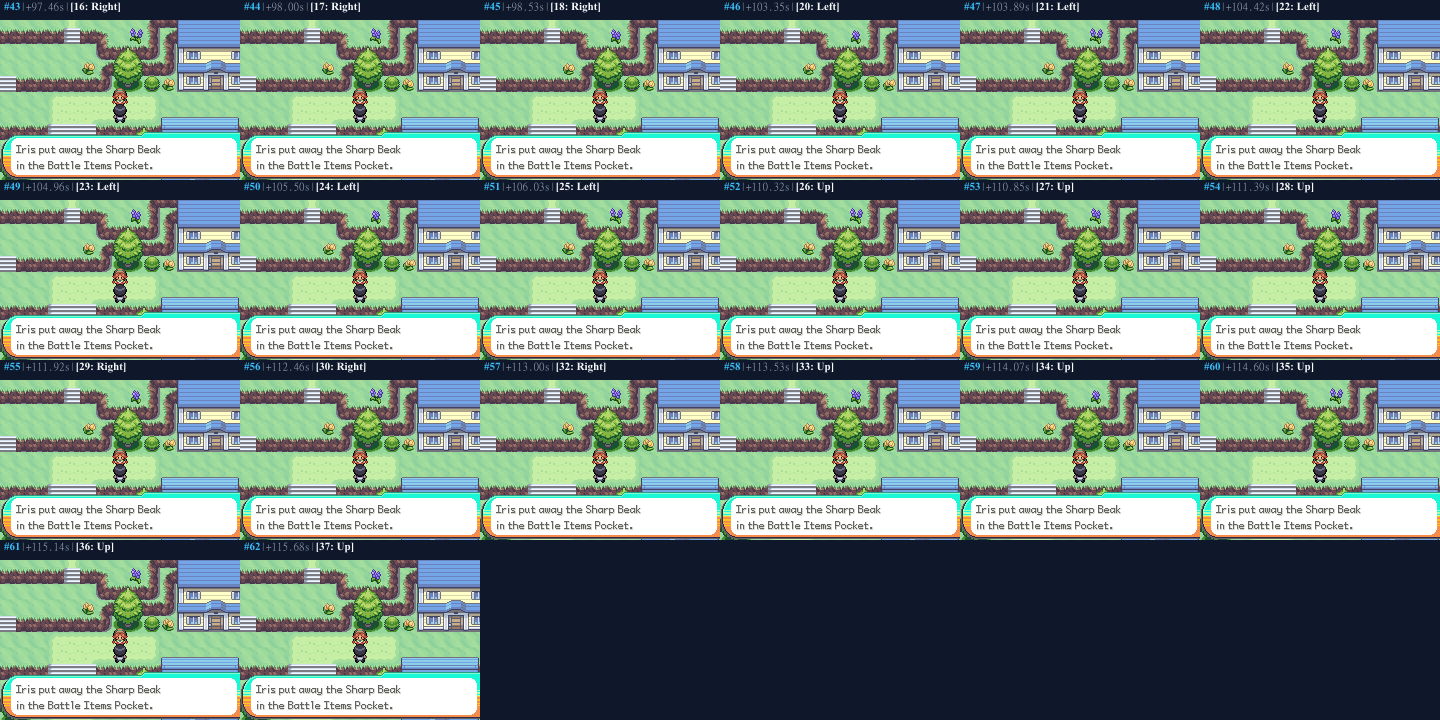 #43|+97.46s|[16: Right] #44|+98.00s|[17: Right] #45|+98.53s|[18: Right] #46|+103.35s|[20: Left] #47|+103.89s|[21: Left] #48|+104.42s|[22: Left]
Iris put away the Sharp Beak Iris put away the Sharp Beak Iris put away the Sharp Beak Iris put away the Sharp Beak Iris put away the Sharp Beak Iris put away the Sharp Beak
in the Battle Items Pocket. in the Battle Items Pocket. in the Battle Items Pocket. in the Battle Items Pocket. in the Battle Items Pocket. in the Battle Items Pocket.
#49|+104.96s|[23: Left] #50|+105.50s|[24: Left] #51|+106.03s|[25: Left] #52|+110.32s|[26: Up] #53|+110.85s|[27: Up] #54|+111.39s|[28: Up]
Iris put away the Sharp Beak Iris put away the Sharp Beak Iris put away the Sharp Beak Iris put away the Sharp Beak Iris put away the Sharp Beak Iris put away the Sharp Beak
in the Battle Items Pocket. in the Battle Items Pocket. in the Battle Items Pocket. in the Battle Items Pocket. in the Battle Items Pocket. in the Battle Items Pocket.
#55|+111.92s|[29: Right] #56|+112.46s|[30: Right] #57|+113.00s|[32: Right] #58|+113.53s|[33: Up] #59|+114.07s|[34: Up] #60|+114.60s|[35: Up]
Iris put away the Sharp Beak Iris put away the Sharp Beak Iris put away the Sharp Beak Iris put away the Sharp Beak Iris put away the Sharp Beak Iris put away the Sharp Beak
in the Battle Items Pocket. in the Battle Items Pocket. in the Battle Items Pocket. in the Battle Items Pocket. in the Battle Items Pocket. in the Battle Items Pocket.
#61|+115.14s|[36: Up] #62|+115.68s|[37: Up]
Iris put away the Sharp Beak Iris put away the Sharp Beak
in the Battle Items Pocket. in the Battle Items Pocket.